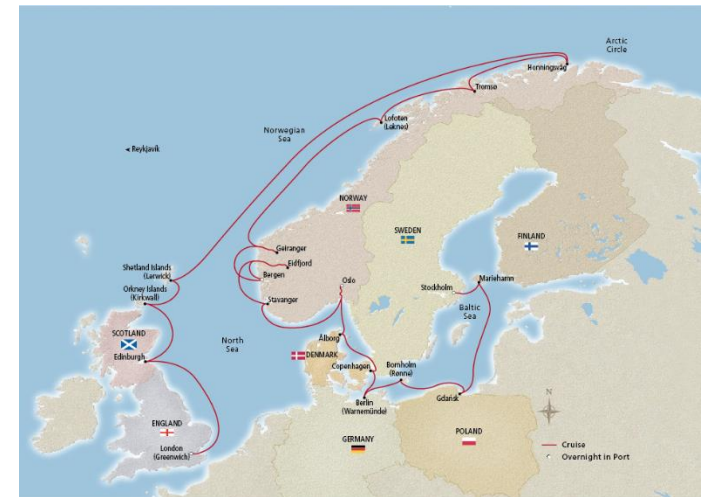 Arctic
Circle
Honningsvåg
Tromsø
Lofoten
(Leknes)
Norwegian
Sea
◄ Reykjavík
NORWAY
SWEDEN
FINLAND
Geiranger
Eidfjord
Bergen
Shetland Islands
(Lerwick)
Orkney Islands
(Kirkwall)
Stavanger
Oslo
Stockholm
Mariehamn
Baltic
Sea
SCOTLAND
Edinburgh
North
Sea
Ålborg
DENMARK
Copenhagen
Bornholm
(Rønne)
Berlin
(Warnemünde)
Gdańsk
N
ENGLAND
London
(Greenwich)
GERMANY
POLAND
Cruise
Overnight in Port